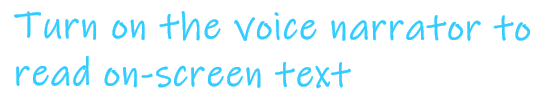 Turn on the voice narrator to
read on-screen text